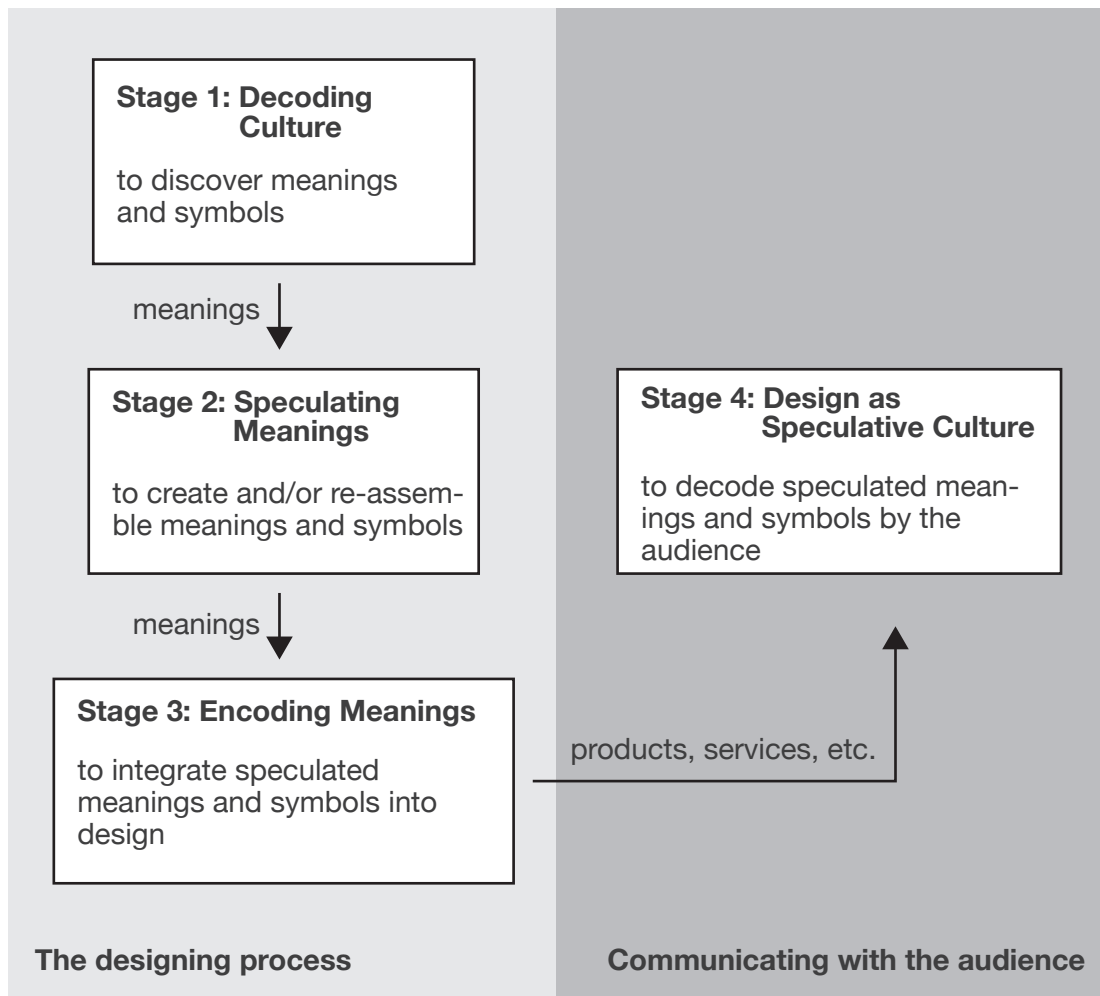 Stage 1: Decoding
Culture
to discover meanings
and symbols
meanings
Stage 2: Speculating
Meanings
to create and/or re-assem-
ble meanings and symbols
meanings
Stage 3: Encoding Meanings
to integrate speculated
meanings and symbols into
design
products, services, etc.
Stage 4: Design as
Speculative Culture
to decode speculated mean-
ings and symbols by the
audience
The designing process
Communicating with the audience